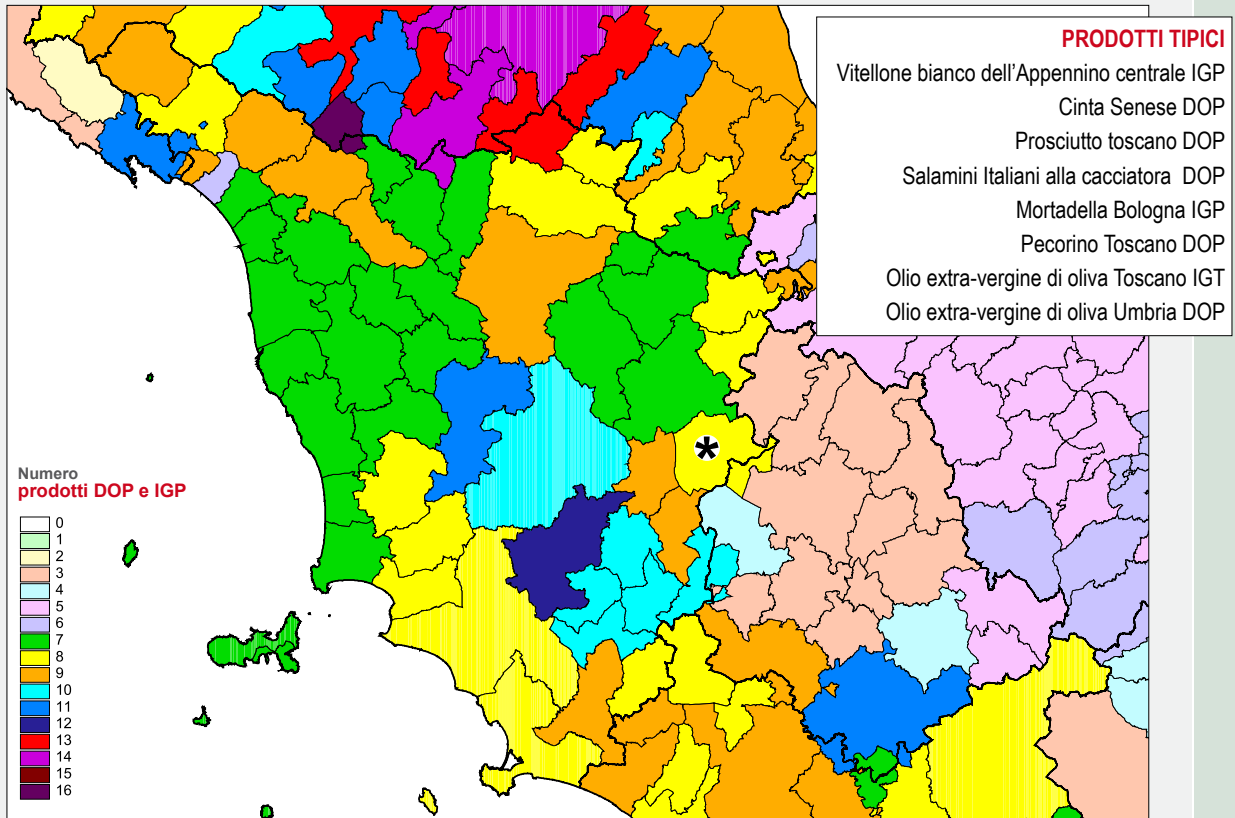 PRODOTTI TIPICI
Vitellone bianco dell'Appennino centrale IGP
Cinta Senese DOP
Prosciutto toscano DOP
Salamini Italiani alla cacciatora DOP
Mortadella Bologna IGP
Pecorino Toscano DOP
Olio extra-vergine di oliva Toscano IGT
Olio extra-vergine di oliva Umbria DOP
*
Numero
prodotti DOP e IGP
0
1
2
3
4
5
6
7
8
9
10
11
12
13
14
15
16